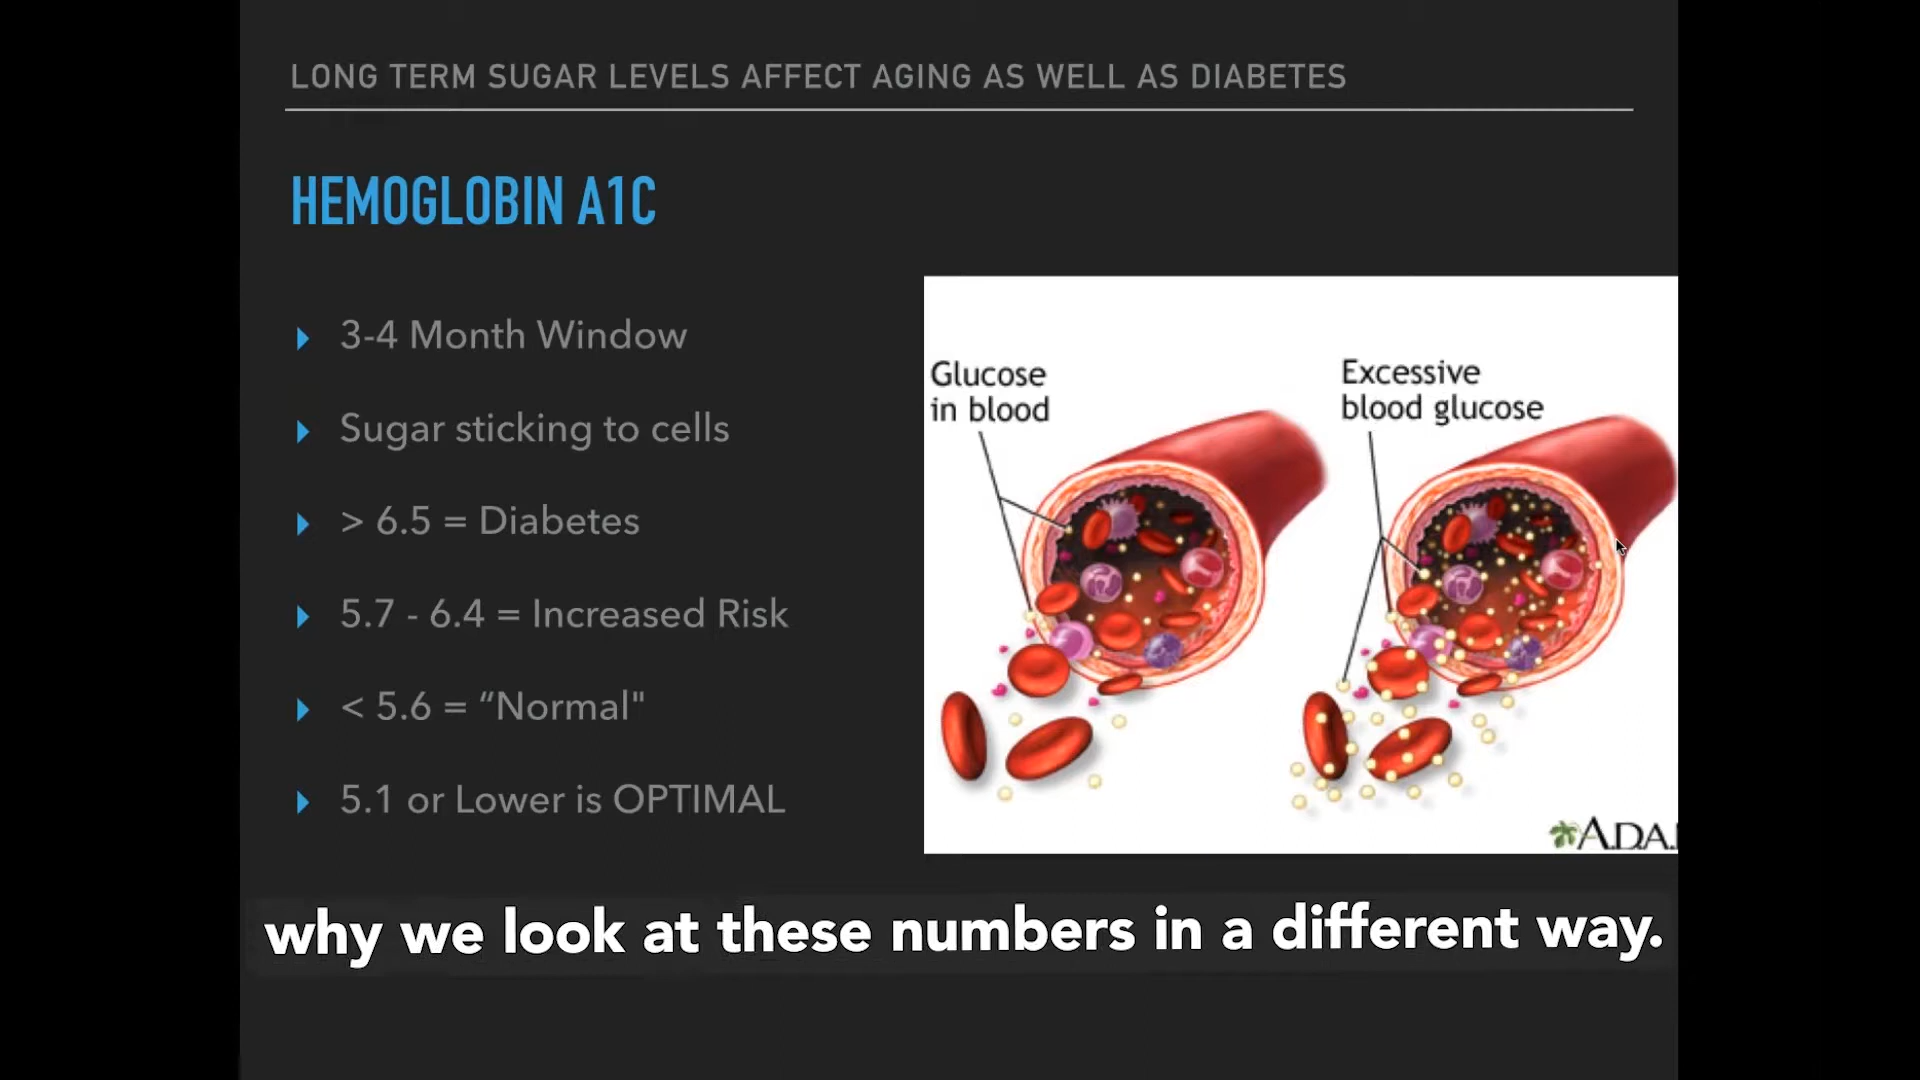 LONG TERM SUGAR LEVELS AFFECT AGING AS WELL AS DIABETES
HEMOGLOBIN A1C
3-4 Month Window
Sugar sticking to cells
> 6.5 = Diabetes
5.7 - 6.4 = Increased Risk
< 5.6 = “Normal"
5.1 or Lower is OPTIMAL
Glucose
in blood
Excessive
blood glucose
A.D.A.
why we look at these numbers in a different way.